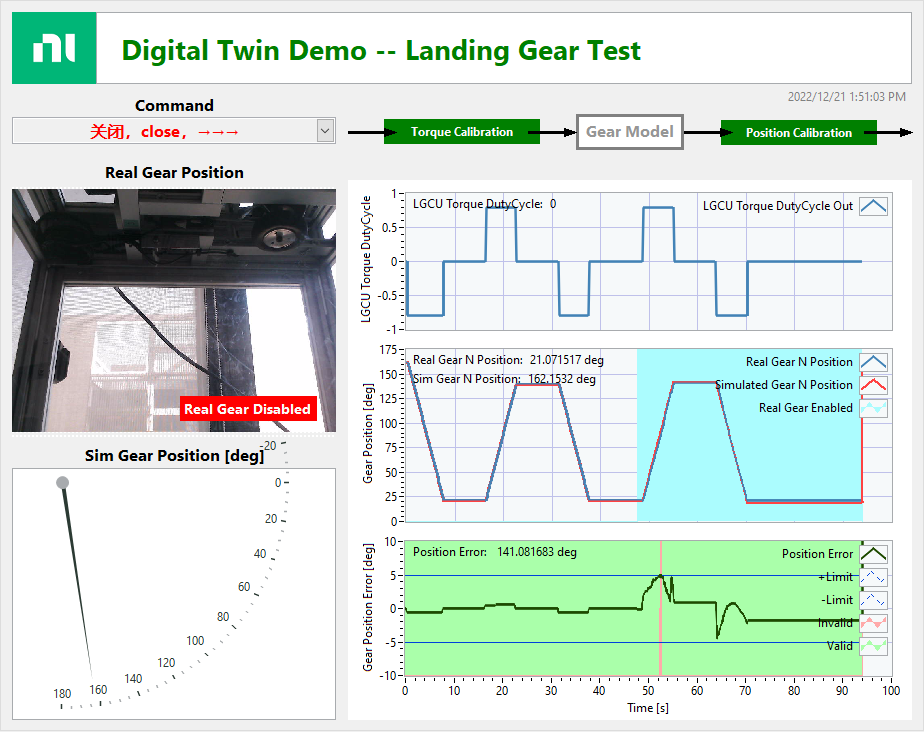 nı
Digital Twin Demo -- Landing Gear Test
2022/12/21 1:51:03 PM
Command
关闭，close，→→→
Torque Calibration
Gear Model
Position Calibration
Real Gear Position
Real Gear Disabled
Sim Gear Position [deg]
-20
0
20
40
60
80
100
120
140
160
180
LGCU Torque DutyCycle: 0
LGCU Torque DutyCycle Out
LGCU Torque DutyCycle
1
0.5
0
-0.5
-1
Real Gear N Position: 21.071517 deg
Sim Gear N Position: 162.1532 deg
Real Gear N Position
Simulated Gear N Position
Real Gear Enabled
Gear Position [deg]
175
150
125
100
75
50
25
0
Position Error: 141.081683 deg
Position Error
+Limit
-Limit
Invalid
Valid
Gear Position Error [deg]
10
5
0
-5
-10
0 10 20 30 40 50 60 70 80 90 100
Time [s]